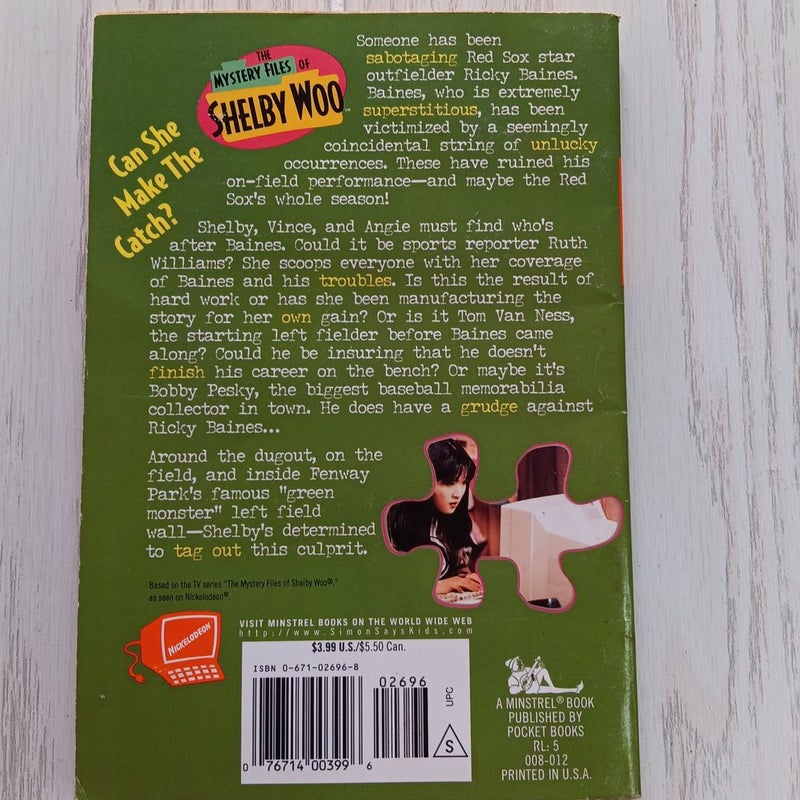 THE
MYSTERY FILES OF
SHELBY WOO™
Can She
Make The
Catch?
Someone has been
sabotaging Red Sox star
outfielder Ricky Baines.
Baines, who is extremely
superstitious, has been
victimized by a seemingly
coincidental string of unlucky
occurrences. These have ruined his
on-field performance—and maybe the Red
Sox's whole season!
Shelby, Vince, and Angie must find who's
after Baines. Could it be sports reporter Ruth
Williams? She scoops everyone with her coverage
of Baines and his troubles. Is this the result of
hard work or has she been manufacturing the
story for her own gain? Or is it Tom Van Ness,
the starting left fielder before Baines came
along? Could he be insuring that he doesn't
finish his career on the bench? Or maybe it's
Bobby Pesky, the biggest baseball memorabilia
collector in town. He does have a grudge against
Ricky Baines...
Around the dugout, on the
field, and inside Fenway
Park's famous "green
monster" left field
wall—Shelby's determined
to tag out this culprit.
Based on the TV series "The Mystery Files of Shelby Woo®,"
as seen on Nickelodeon®.
NICKELODEON
VISIT MINSTREL BOOKS ON THE WORLD WIDE WEB
http://www.SimonSaysKids.com
$3.99 U.S./$5.50 Can.
ISBN 0-671-02696-8
02696
UPC
S
0 76714 00399 6
A MINSTREL® BOOK
PUBLISHED BY
POCKET BOOKS
RL: 5
008-012
PRINTED IN U.S.A.